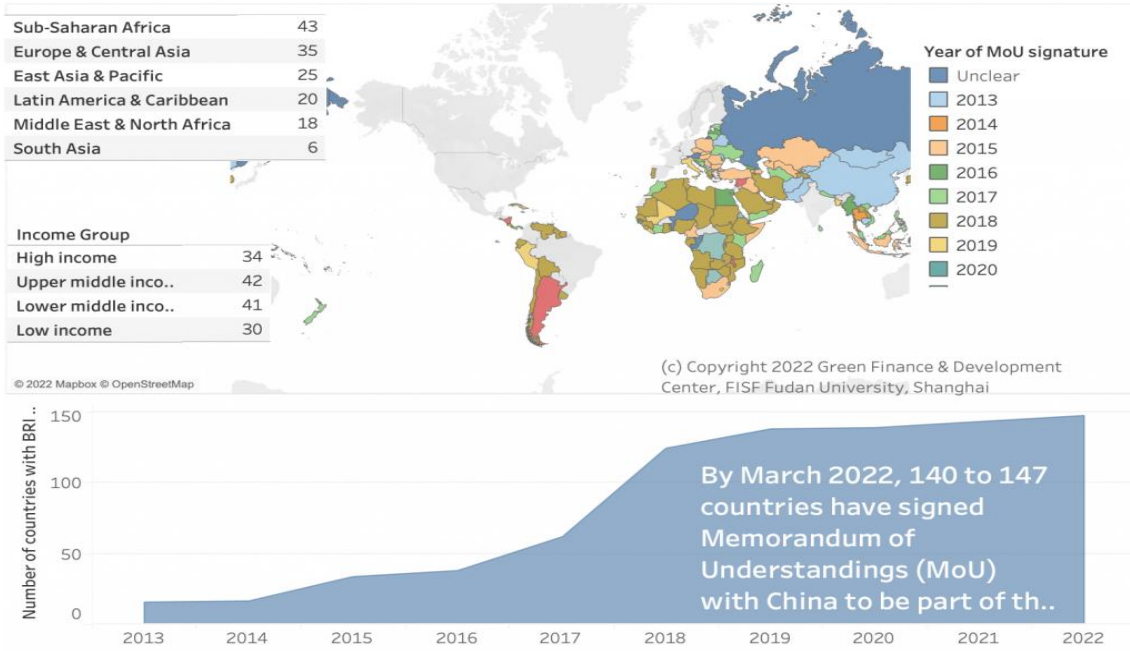 Sub-Saharan Africa 43
Europe & Central Asia 35
East Asia & Pacific 25
Latin America & Caribbean 20
Middle East & North Africa 18
South Asia 6
Income Group
High income 34
Upper middle inco.. 42
Lower middle inco.. 41
Low income 30
© 2022 Mapbox © OpenStreetMap
Year of MoU signature
Unclear
2013
2014
2015
2016
2017
2018
2019
2020
(c) Copyright 2022 Green Finance & Development
Center, FISF Fudan University, Shanghai
Number of countries with BRI ..
150
100
50
0
By March 2022, 140 to 147
countries have signed
Memorandum of
Understandings (MoU)
with China to be part of th..
2013 2014 2015 2016 2017 2018 2019 2020 2021 2022